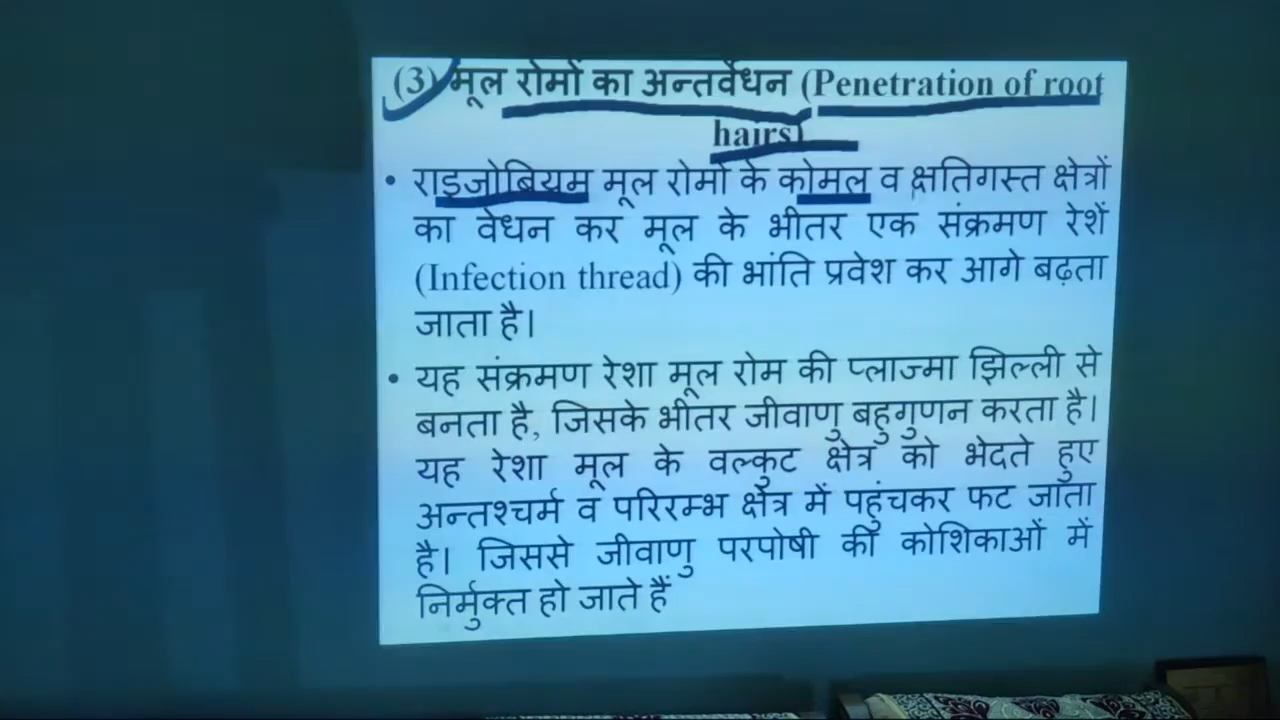 (3) मूल रोमों का अन्तर्वेधन (Penetration of root
hairs)
• राइजोबियम मूल रोमों के कोमल व क्षतिगस्त क्षेत्रों
का वेधन कर मूल के भीतर एक संक्रमण रेशें
(Infection thread) की भांति प्रवेश कर आगे बढ़ता
जाता है।
• यह संक्रमण रेशा मूल रोम की प्लाज्मा झिल्ली से
बनता है, जिसके भीतर जीवाणु बहुगुणन करता है।
यह रेशा मूल के वल्कुट क्षेत्र को भेदते हुए
अन्तश्चर्म व परिरम्भ क्षेत्र में पहुंचकर फट जाता
है। जिससे जीवाणु परपोषी की कोशिकाओं में
निर्मुक्त हो जाते हैं